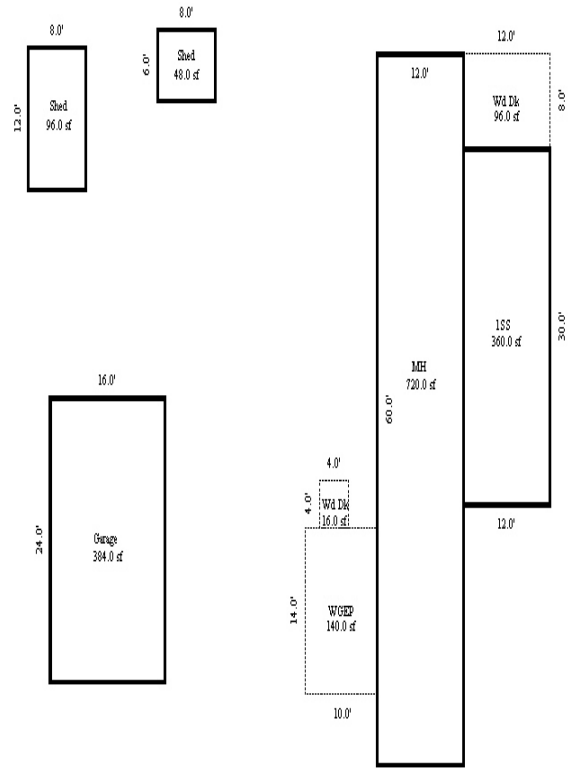 8.0'
12.0'
Shed
96.0 sf
8.0'
6.0'
Shed
48.0 sf
12.0'
12.0'
Wd Dk
96.0 sf
8.0'
1SS
360.0 sf
30.0'
12.0'
MH
720.0 sf
60.0'
16.0'
24.0'
Garage
384.0 sf
4.0'
4.0'
Wd Dk
16.0 sf
14.0'
WGEP
140.0 sf
10.0'